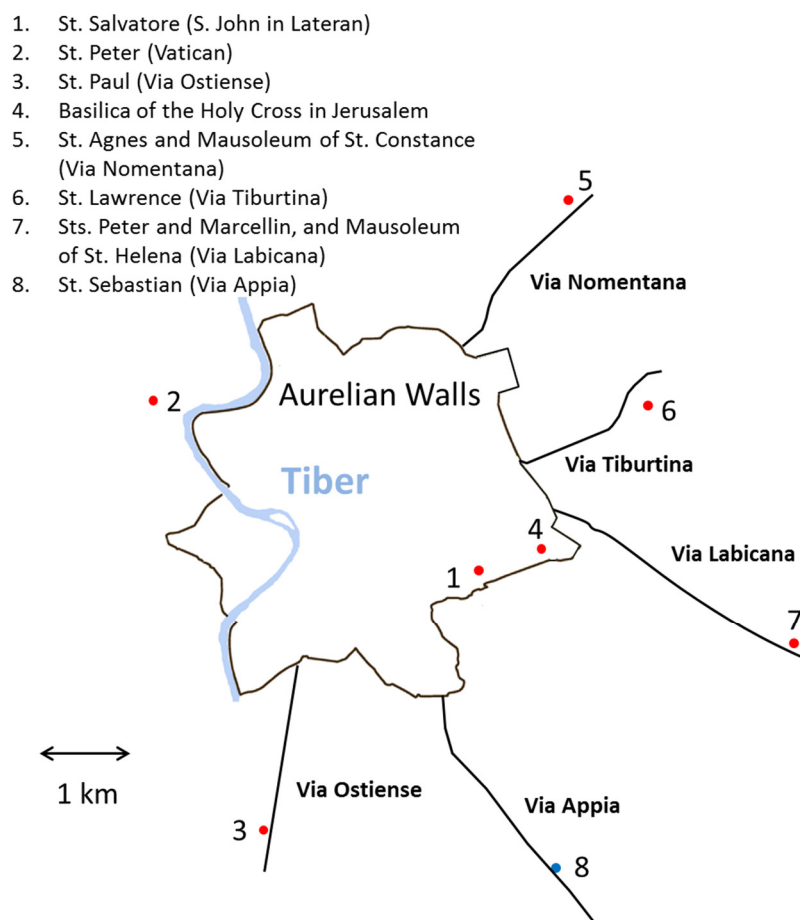 1. St. Salvatore (S. John in Lateran)
2. St. Peter (Vatican)
3. St. Paul (Via Ostiense)
4. Basilica of the Holy Cross in Jerusalem
5. St. Agnes and Mausoleum of St. Constance
(Via Nomentana)
6. St. Lawrence (Via Tiburtina)
7. Sts. Peter and Marcellin, and Mausoleum
of St. Helena (Via Labicana)
8. St. Sebastian (Via Appia)
5
Via Nomentana
Aurelian Walls
2
6
Via Tiburtina
Tiber
4
Via Labicana
1
7
1 km
Via Ostiense
Via Appia
3
8